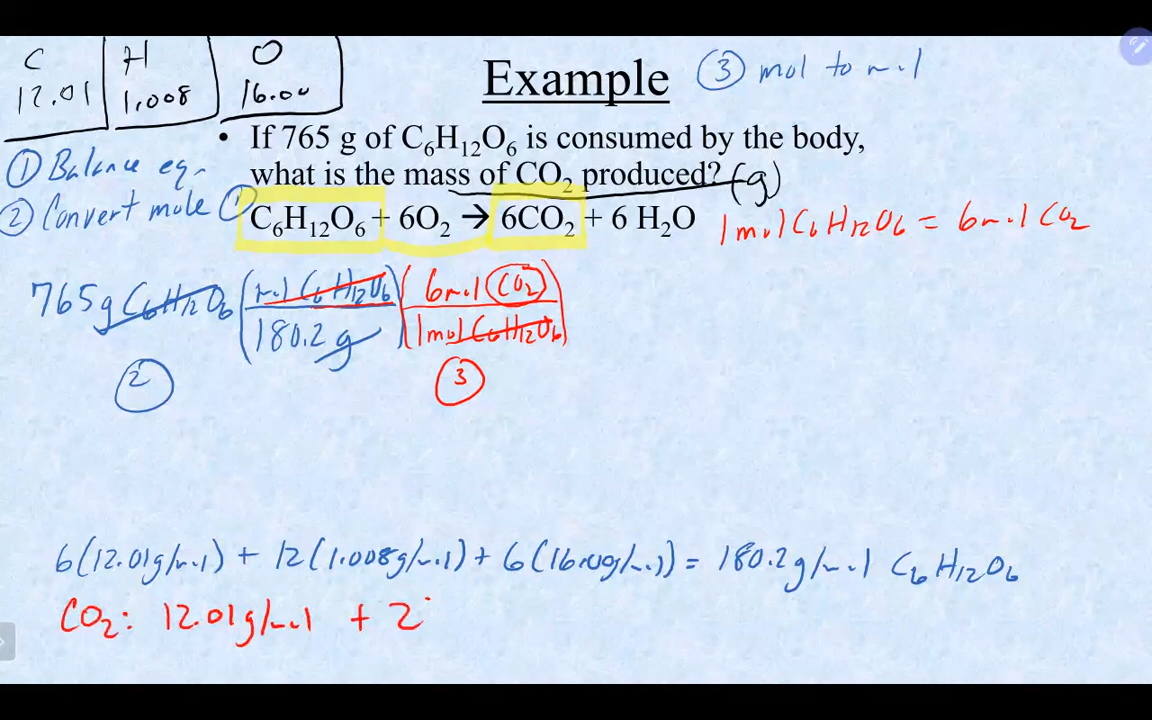 C H O
12.01 1.008 16.00
Example
③ mol to mol
• If 765 g of C₆H₁₂O₆ is consumed by the body,
what is the mass of CO₂ produced? (g)
① Balance eq.
② Convert mole
① C₆H₁₂O₆ + 6O₂ → 6CO₂ + 6 H₂O
1 mol C₆H₁₂O₆ = 6 mol CO₂
765 g C₆H₁₂O₆ (mol C₆H₁₂O₆ / 180.2 g) (6 mol CO₂ / 1 mol C₆H₁₂O₆)
② ③
6(12.01 g/mol) + 12(1.008 g/mol) + 6(16.00 g/mol) = 180.2 g/mol C₆H₁₂O₆
CO₂: 12.01 g/mol + 2